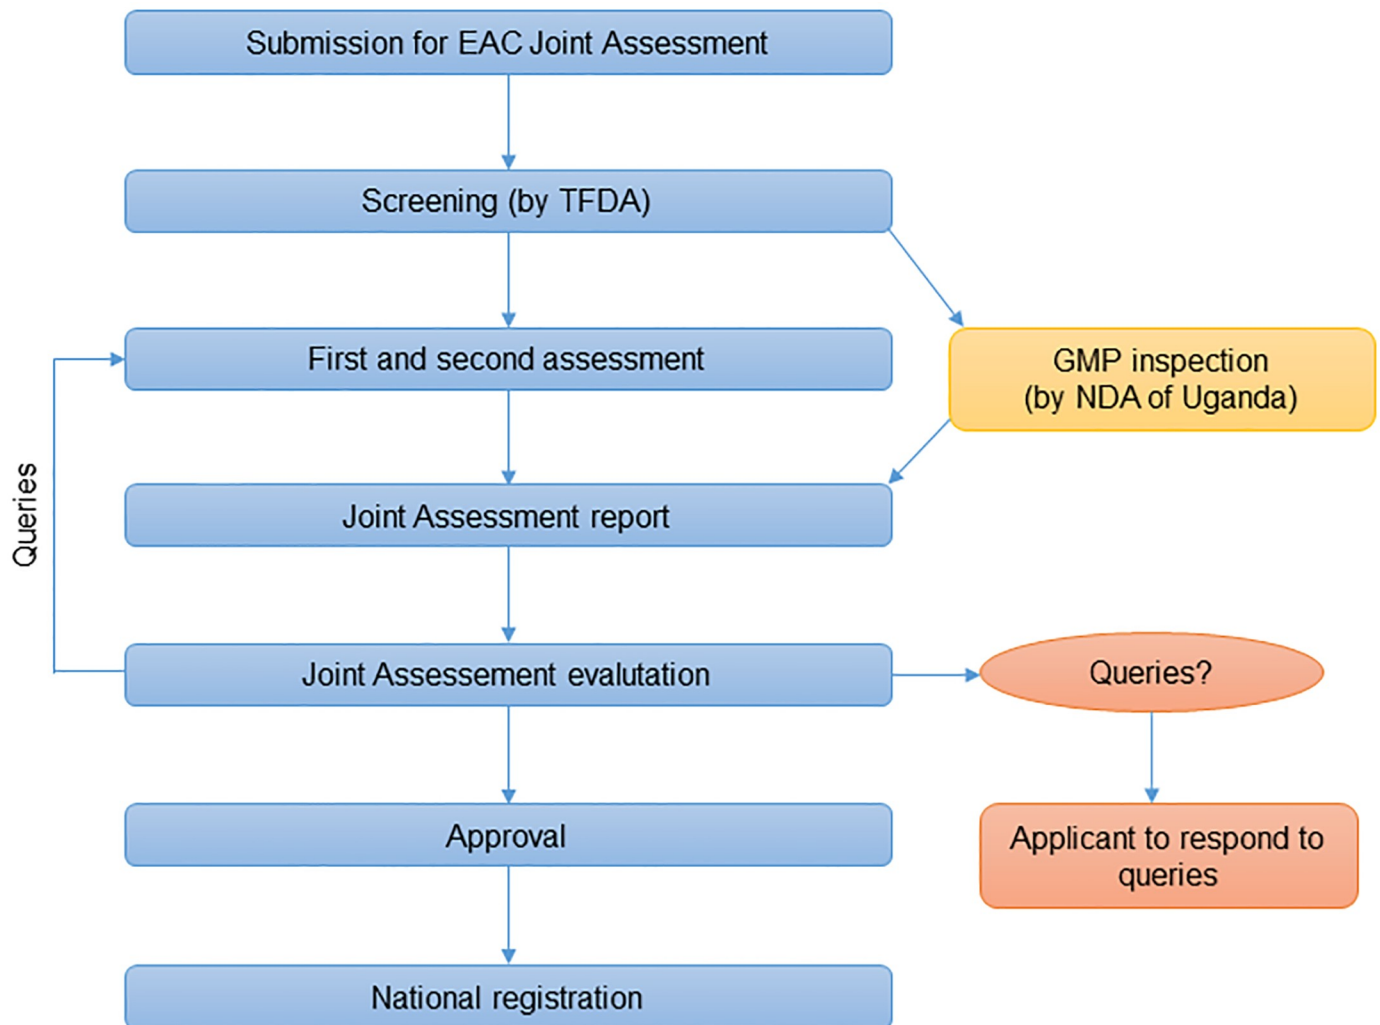 Submission for EAC Joint Assessment
Screening (by TFDA)
First and second assessment
GMP inspection
(by NDA of Uganda)
Queries
Joint Assessment report
Joint Assessement evalutation
Queries?
Approval
Applicant to respond to
queries
National registration